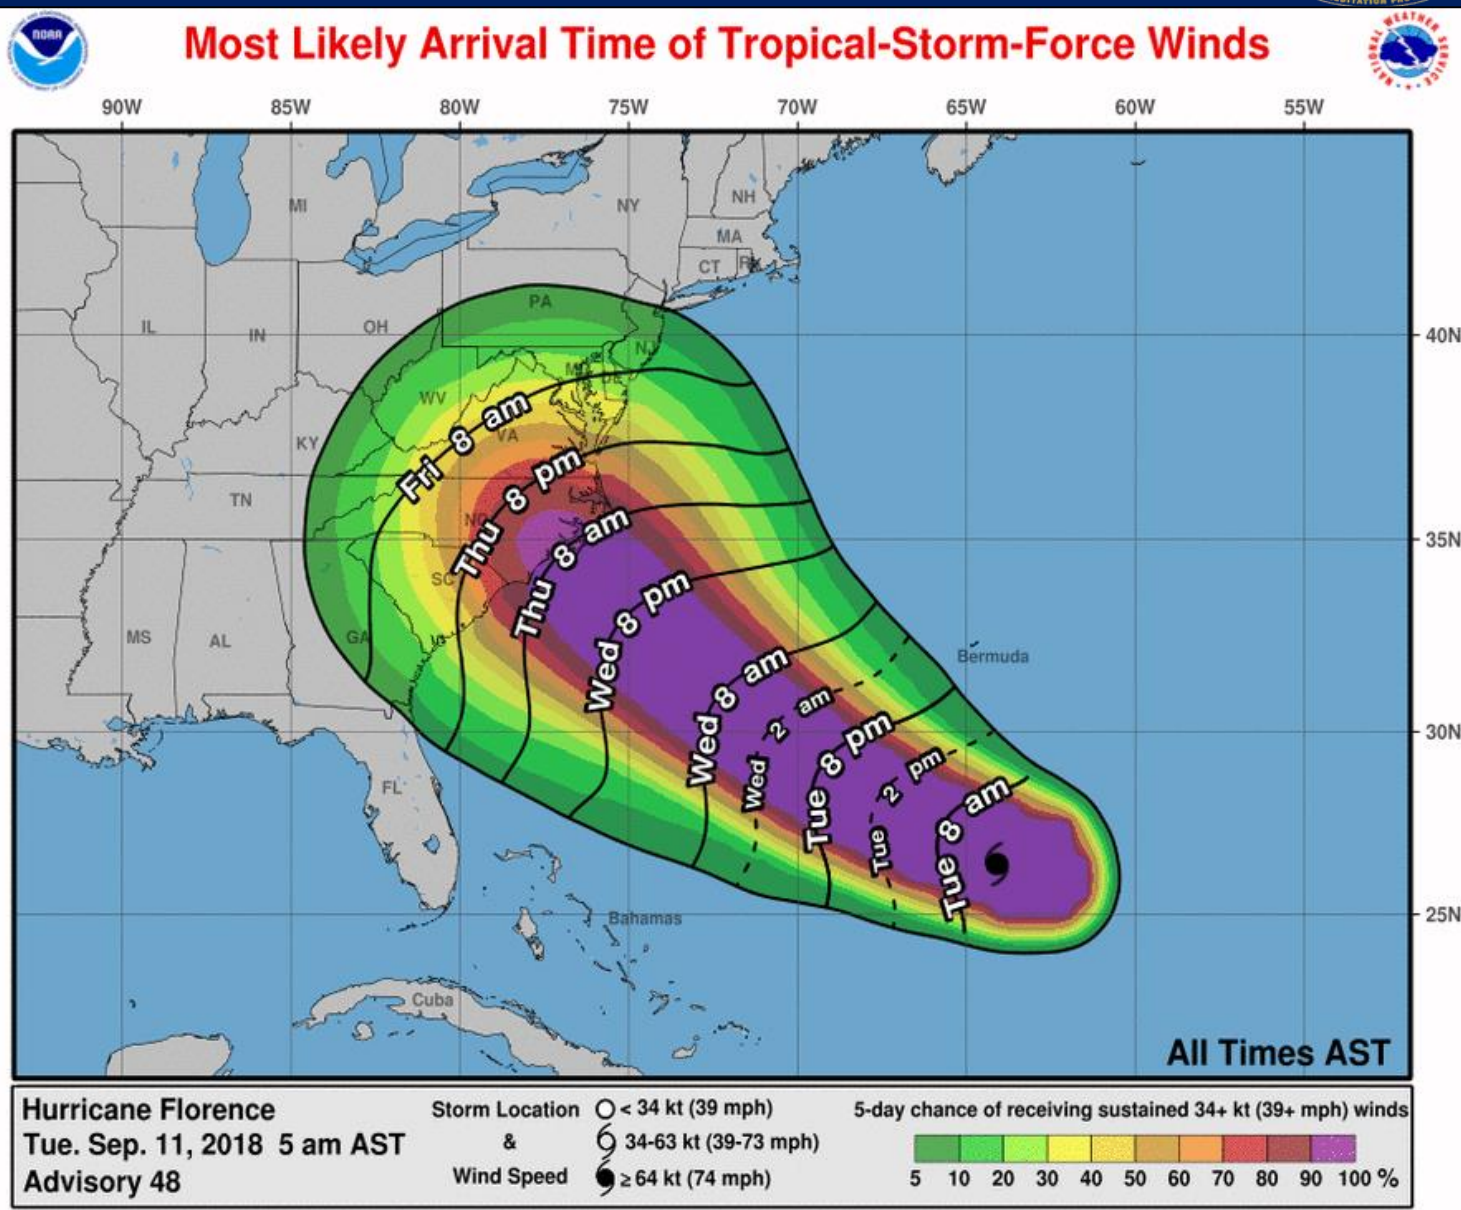 NOAA
Most Likely Arrival Time of Tropical-Storm-Force Winds
NATIONAL WEATHER SERVICE
90W 85W 80W 75W 70W 65W 60W 55W
MI
NY
NH
MA
CT
PA
IL
IN
OH
NJ
40N
WV
DE
KY
VA
Fri 8 am
TN
NC
Thu 8 pm
35N
Thu 8 am
SC
Wed 8 pm
MS
AL
GA
Bermuda
Wed 8 am
Wed 2 am
30N
Tue 8 pm
Tue 2 pm
Tue 8 am
FL
25N
Bahamas
Cuba
All Times AST
Hurricane Florence
Tue. Sep. 11, 2018 5 am AST
Advisory 48
Storm Location
&
Wind Speed
< 34 kt (39 mph)
34-63 kt (39-73 mph)
≥ 64 kt (74 mph)
5-day chance of receiving sustained 34+ kt (39+ mph) winds
5 10 20 30 40 50 60 70 80 90 100 %